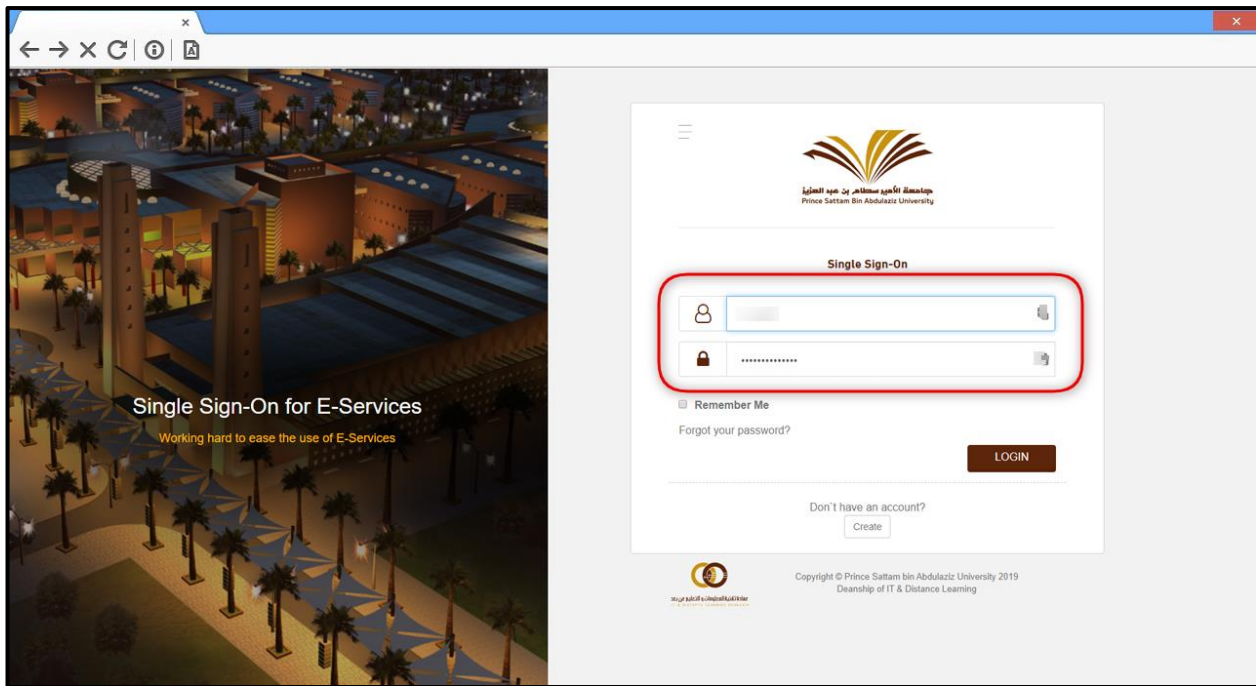 Single Sign-On for E-Services
Working hard to ease the use of E-Services
جامعة الأمير سطام بن عبد العزيز
Prince Sattam Bin Abdulaziz University
Single Sign-On
Remember Me
Forgot your password?
LOGIN
Don`t have an account?
Create
Copyright © Prince Sattam bin Abdulaziz University 2019
Deanship of IT & Distance Learning